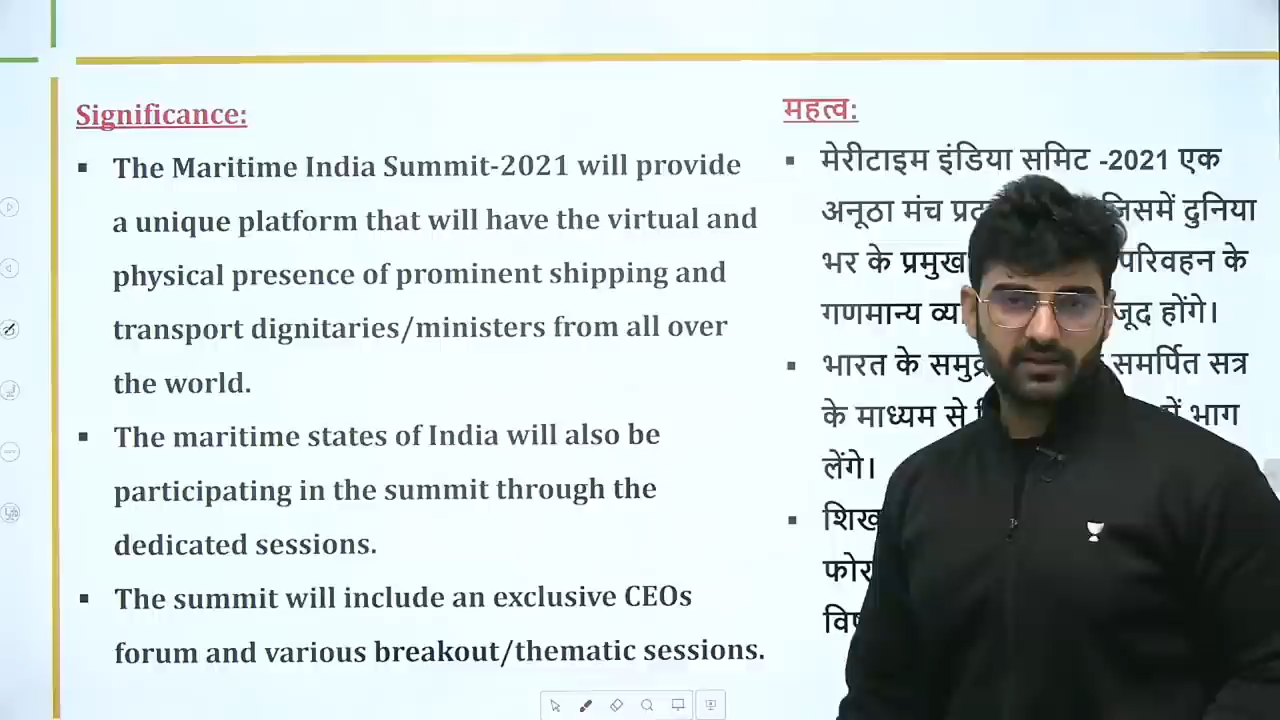 Significance:
▪ The Maritime India Summit-2021 will provide
a unique platform that will have the virtual and
physical presence of prominent shipping and
transport dignitaries/ministers from all over
the world.
▪ The maritime states of India will also be
participating in the summit through the
dedicated sessions.
▪ The summit will include an exclusive CEOs
forum and various breakout/thematic sessions.
महत्व:
▪ मेरीटाइम इंडिया समिट -2021 एक
अनूठा मंच जिसमें दुनिया
भर के प्रमुख परिवहन के
गणमान्य होंगे।
▪ भारत के समर्पित सत्र
के माध्यम से भाग
लेंगे।